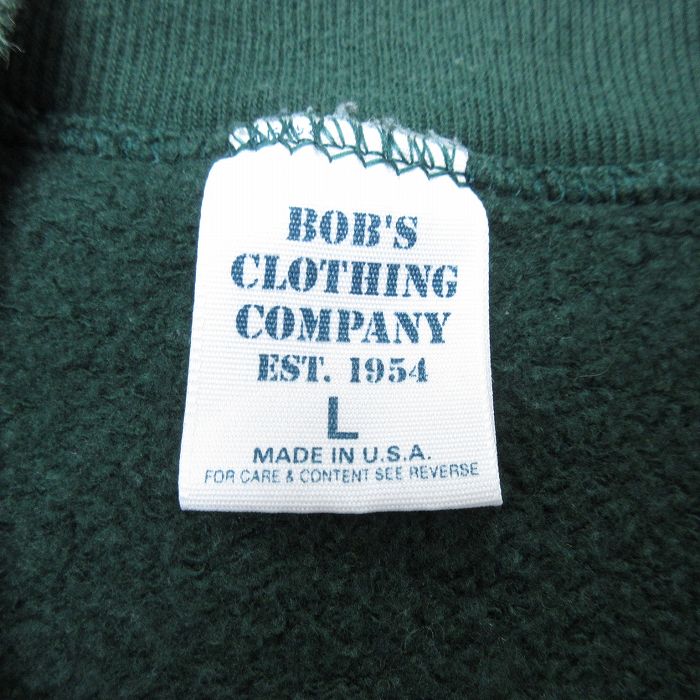 BOB'S
CLOTHING
COMPANY
EST. 1954
L
MADE IN U.S.A.
FOR CARE & CONTENT SEE REVERSE